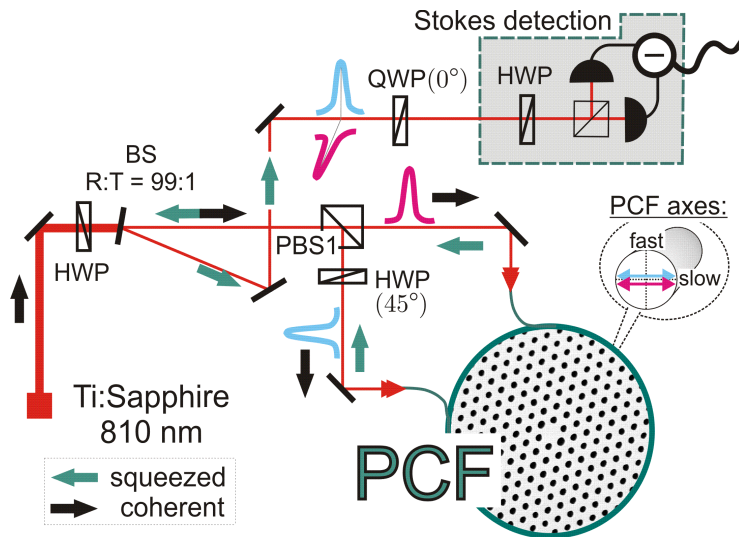 Stokes detection
QWP(0°)
HWP
−
BS
R:T = 99:1
HWP
PBS1
HWP
(45°)
PCF axes:
fast
slow
Ti:Sapphire
810 nm
PCF
squeezed
coherent